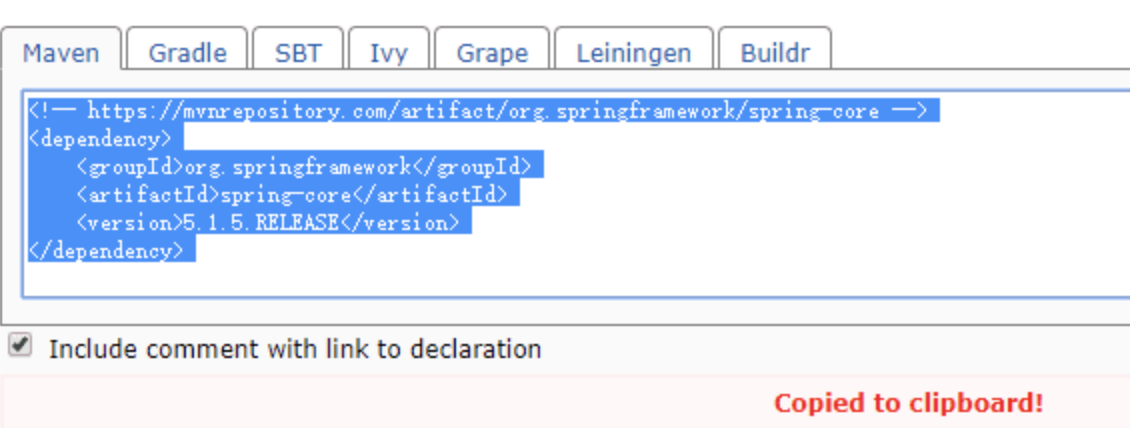 Maven Gradle SBT Ivy Grape Leiningen Buildr
<!-- https://mvnrepository.com/artifact/org.springframework/spring-core -->
<dependency>
    <groupId>org.springframework</groupId>
    <artifactId>spring-core</artifactId>
    <version>5.1.5.RELEASE</version>
</dependency>
Include comment with link to declaration
Copied to clipboard!